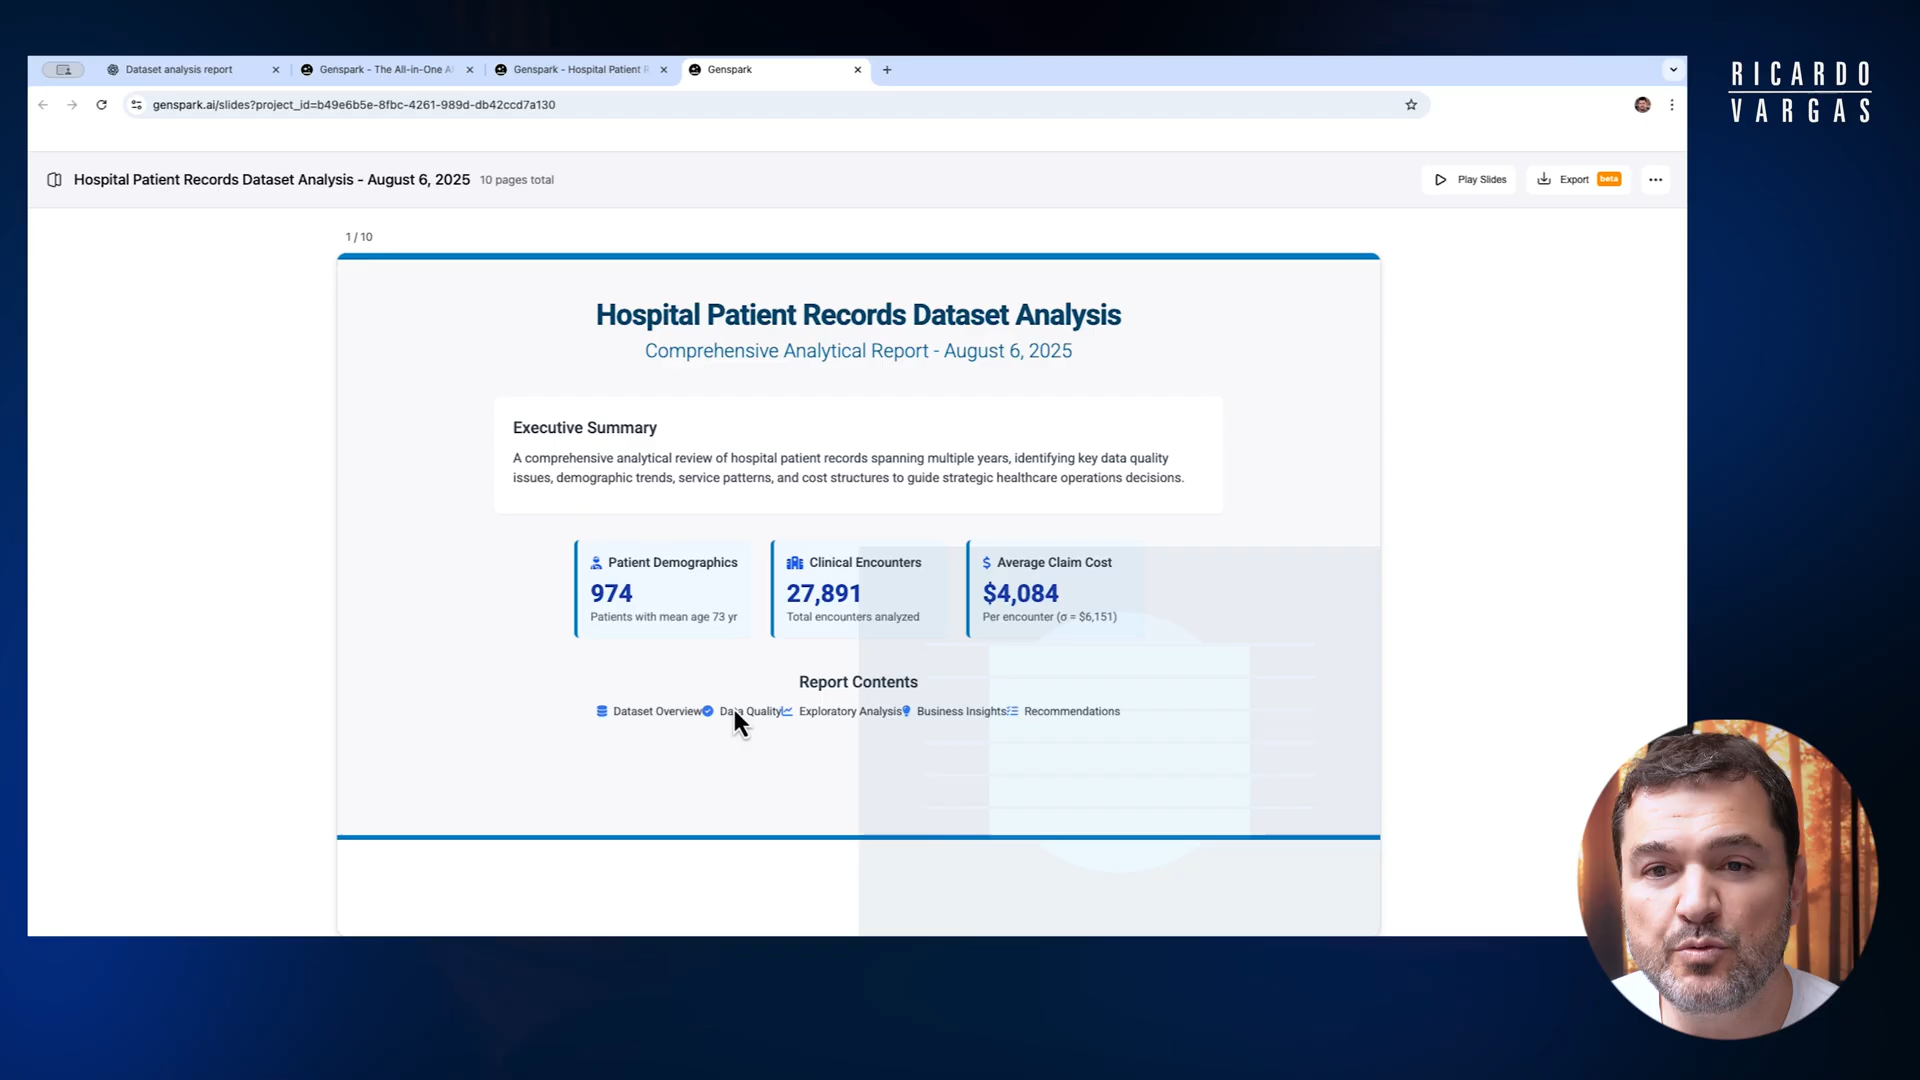 RICARDO
VARGAS
Dataset analysis report
Genspark - The All-in-One A
Genspark - Hospital Patient R
Genspark
genspark.ai/slides?project_id=b49e6b5e-8fbc-4261-989d-db42ccd7a130
Hospital Patient Records Dataset Analysis - August 6, 2025 10 pages total
Play Slides
Export beta
1 / 10
Hospital Patient Records Dataset Analysis
Comprehensive Analytical Report - August 6, 2025
Executive Summary
A comprehensive analytical review of hospital patient records spanning multiple years, identifying key data quality
issues, demographic trends, service patterns, and cost structures to guide strategic healthcare operations decisions.
Patient Demographics
974
Patients with mean age 73 yr
Clinical Encounters
27,891
Total encounters analyzed
$ Average Claim Cost
$4,084
Per encounter (σ = $6,151)
Report Contents
Dataset Overview Data Quality Exploratory Analysis Business Insights Recommendations